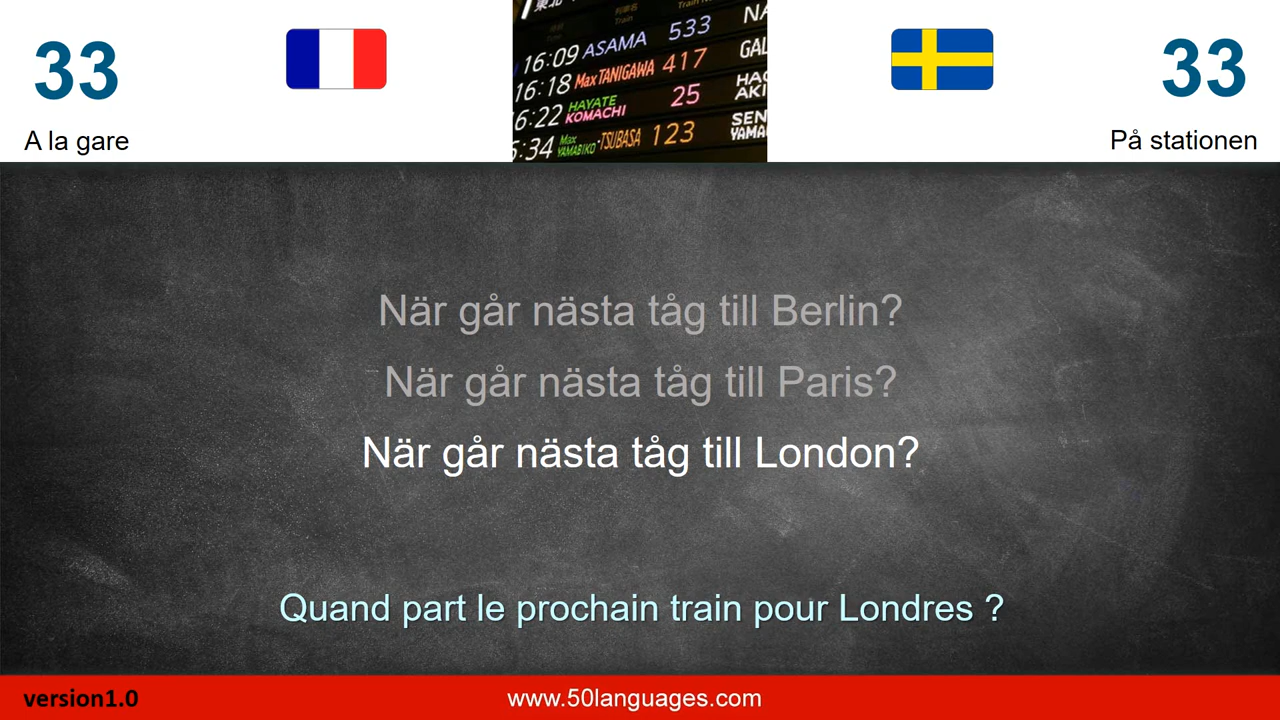 33
33
A la gare
På stationen
Train
16:09 ASAMA 533
16:18 Max TANIGAWA 417
6:22 HAYATE KOMACHI 25
5:34 Max YAMABIKO TSUBASA 123
När går nästa tåg till Berlin?
När går nästa tåg till Paris?
När går nästa tåg till London?
Quand part le prochain train pour Londres ?
version1.0
www.50languages.com